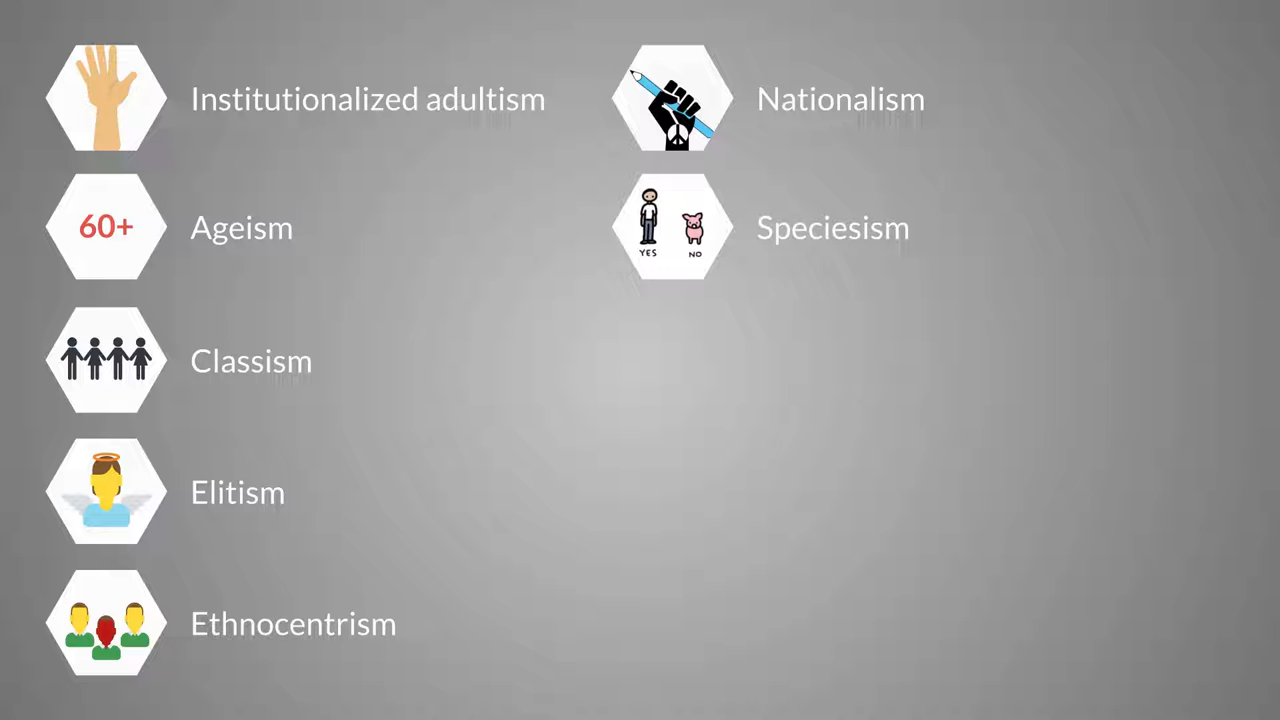 Institutionalized adultism
60+
Ageism
Classism
Elitism
Ethnocentrism
Nationalism
YES
NO
Speciesism